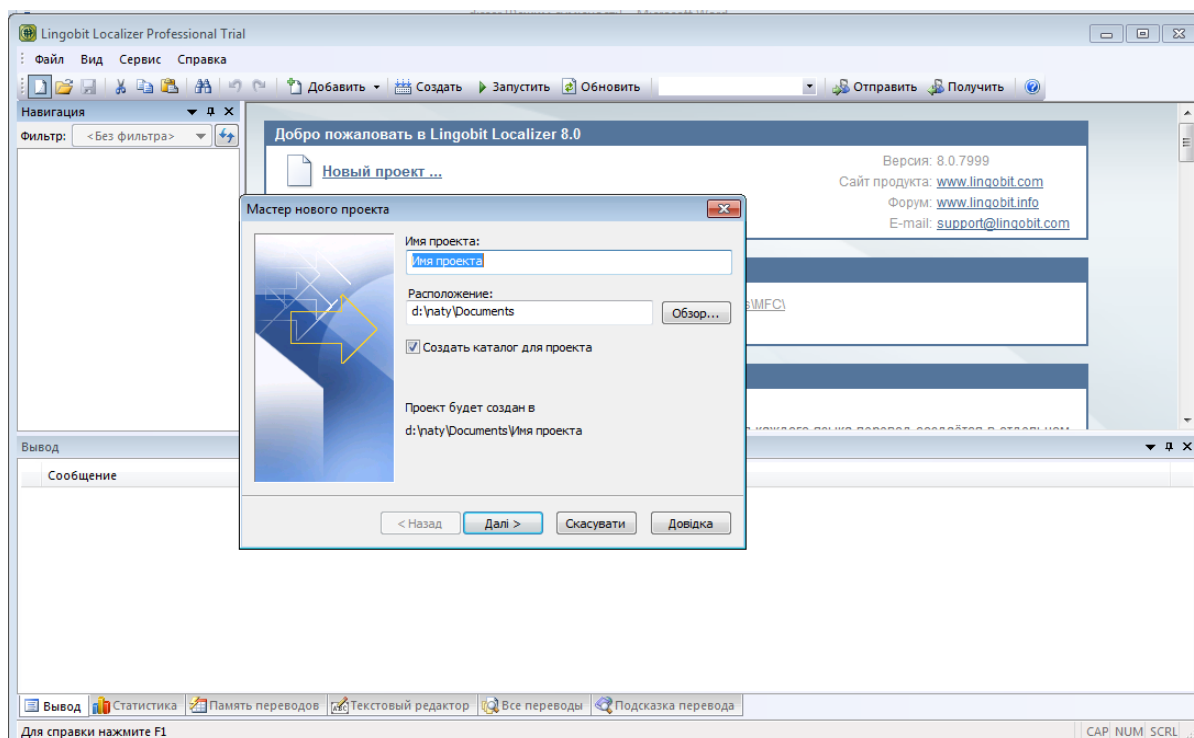 Lingobit Localizer Professional Trial
Файл Вид Сервис Справка
Добавить Создать Запустить Обновить Отправить Получить
Навигация
Фильтр: <Без фильтра>
Добро пожаловать в Lingobit Localizer 8.0
Новый проект ...
Версия: 8.0.7999
Сайт продукта: www.lingobit.com
Форум: www.lingobit.info
E-mail: support@lingobit.com
s\MFC\
Мастер нового проекта
Имя проекта:
Имя проекта
Расположение:
d:\naty\Documents
Обзор...
Создать каталог для проекта
Проект будет создан в
d:\naty\Documents\Имя проекта
< Назад Далі > Скасувати Довідка
Вывод
Сообщение
Вывод Статистика Память переводов Текстовый редактор Все переводы Подсказка перевода
Для справки нажмите F1
CAP NUM SCRL